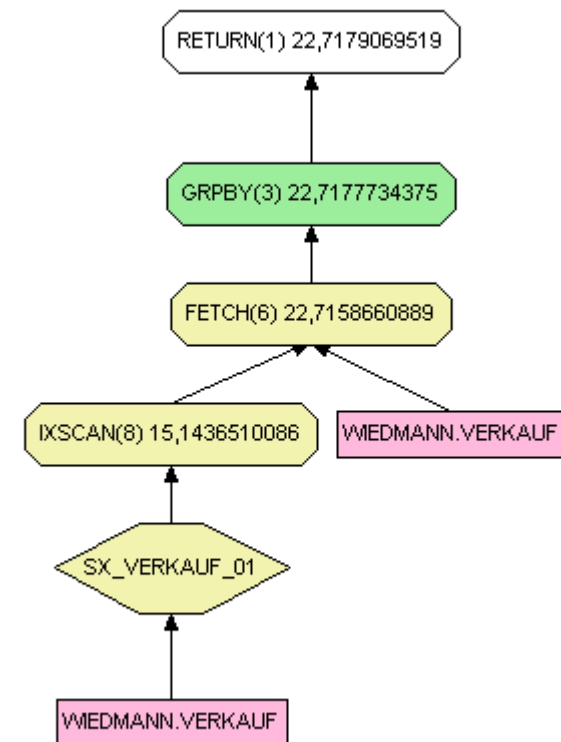 RETURN(1) 22,7179069519
GRPBY(3) 22,7177734375
FETCH(6) 22,7158660889
IXSCAN(8) 15,1436510086
WIEDMANN.VERKAUF
SX_VERKAUF_01
WIEDMANN.VERKAUF